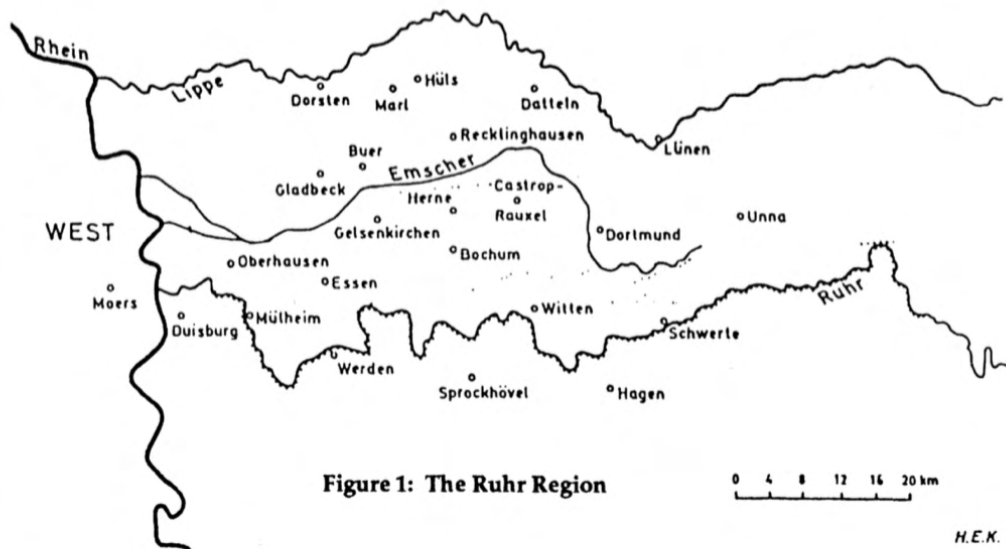 Rhein
Lippe
Hüls
Dorsten
Marl
Datteln
Recklinghausen
Lünen
Buer
Emscher
Gladbeck
Castrop-
Herne
Rauxel
Unna
WEST
Gelsenkirchen
Dortmund
Bochum
Oberhausen
Essen
Moers
Ruhr
Duisburg
Mülheim
Witten
Schwerte
Werden
Sprockhövel
Hagen
Figure 1: The Ruhr Region
0 4 8 12 16 20 km
H.E.K.